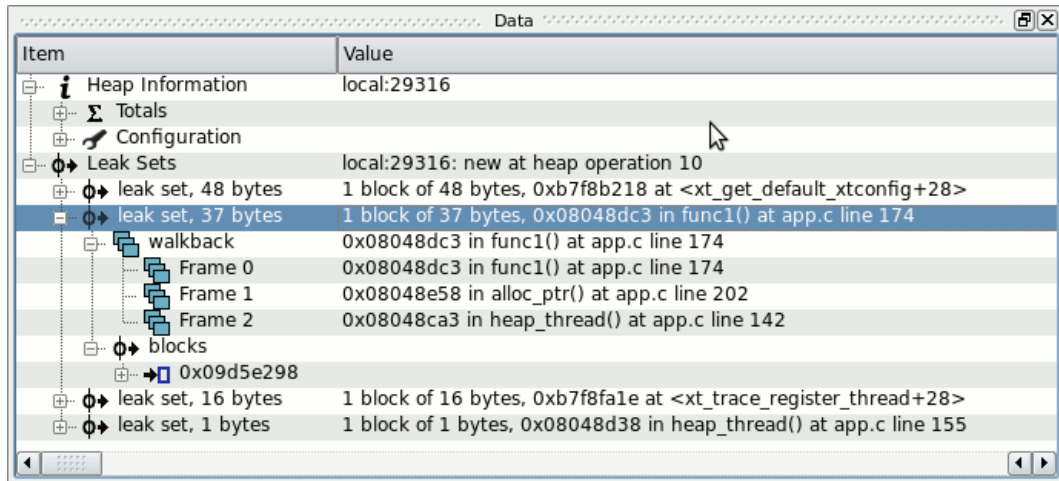 Data
Item Value
Heap Information local:29316
Totals
Configuration
Leak Sets local:29316: new at heap operation 10
leak set, 48 bytes 1 block of 48 bytes, 0xb7f8b218 at <xt_get_default_xtconfig+28>
leak set, 37 bytes 1 block of 37 bytes, 0x08048dc3 in func1() at app.c line 174
walkback 0x08048dc3 in func1() at app.c line 174
Frame 0 0x08048dc3 in func1() at app.c line 174
Frame 1 0x08048e58 in alloc_ptr() at app.c line 202
Frame 2 0x08048ca3 in heap_thread() at app.c line 142
blocks
0x09d5e298
leak set, 16 bytes 1 block of 16 bytes, 0xb7f8fa1e at <xt_trace_register_thread+28>
leak set, 1 bytes 1 block of 1 bytes, 0x08048d38 in heap_thread() at app.c line 155